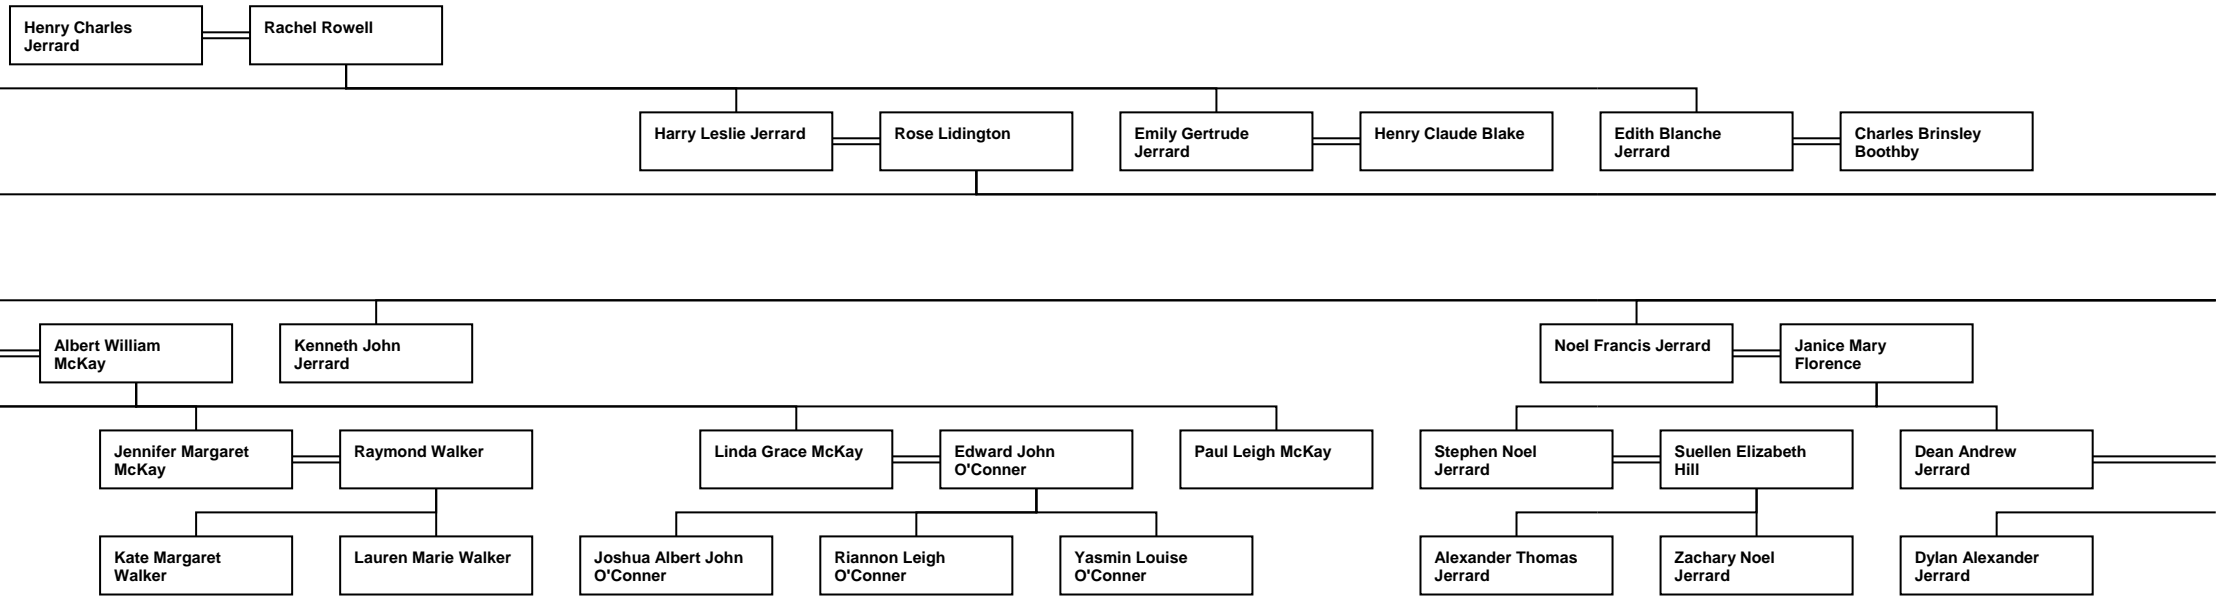 Henry Charles
Jerrard
Rachel Rowell
Harry Leslie Jerrard
Rose Lidington
Emily Gertrude
Jerrard
Henry Claude Blake
Edith Blanche
Jerrard
Charles Brinsley
Boothby
Albert William
McKay
Kenneth John
Jerrard
Noel Francis Jerrard
Janice Mary
Florence
Jennifer Margaret
McKay
Raymond Walker
Linda Grace McKay
Edward John
O'Conner
Paul Leigh McKay
Stephen Noel
Jerrard
Suellen Elizabeth
Hill
Dean Andrew
Jerrard
Kate Margaret
Walker
Lauren Marie Walker
Joshua Albert John
O'Conner
Riannon Leigh
O'Conner
Yasmin Louise
O'Conner
Alexander Thomas
Jerrard
Zachary Noel
Jerrard
Dylan Alexander
Jerrard